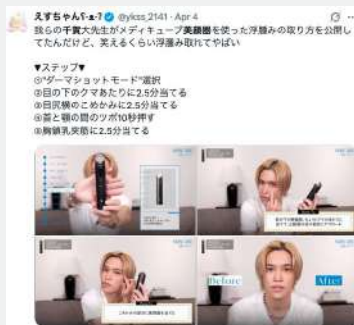 えすちゃん @ykss_2141 · Apr 4
我らの千賀大先生がメディキューブ美顔器を使った浮腫みの取り方を公開し
てたんだけど、笑えるくらい浮腫み取れてやばい
▼ステップ▼
①"ダーマショットモード"選択
②目の下のクマあたりに2.5分当てる
③目尻横のこめかみに2.5分当てる
④首と顎の間のツボ10秒押す
⑤胸鎖乳突筋に2.5分当てる
Before
After